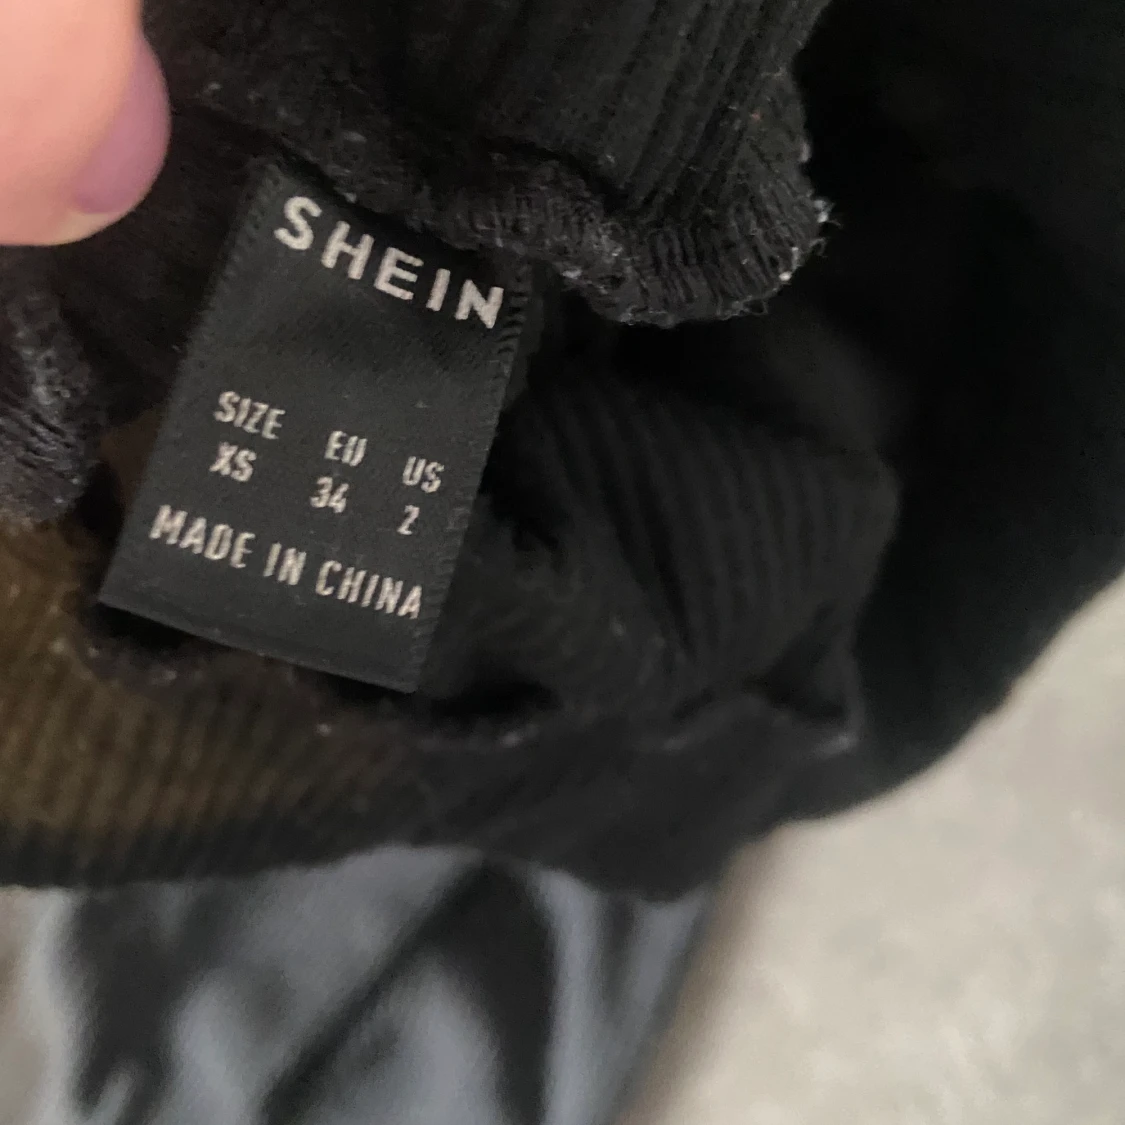 SHEIN
SIZE EU US
XS 34 2
MADE IN CHINA